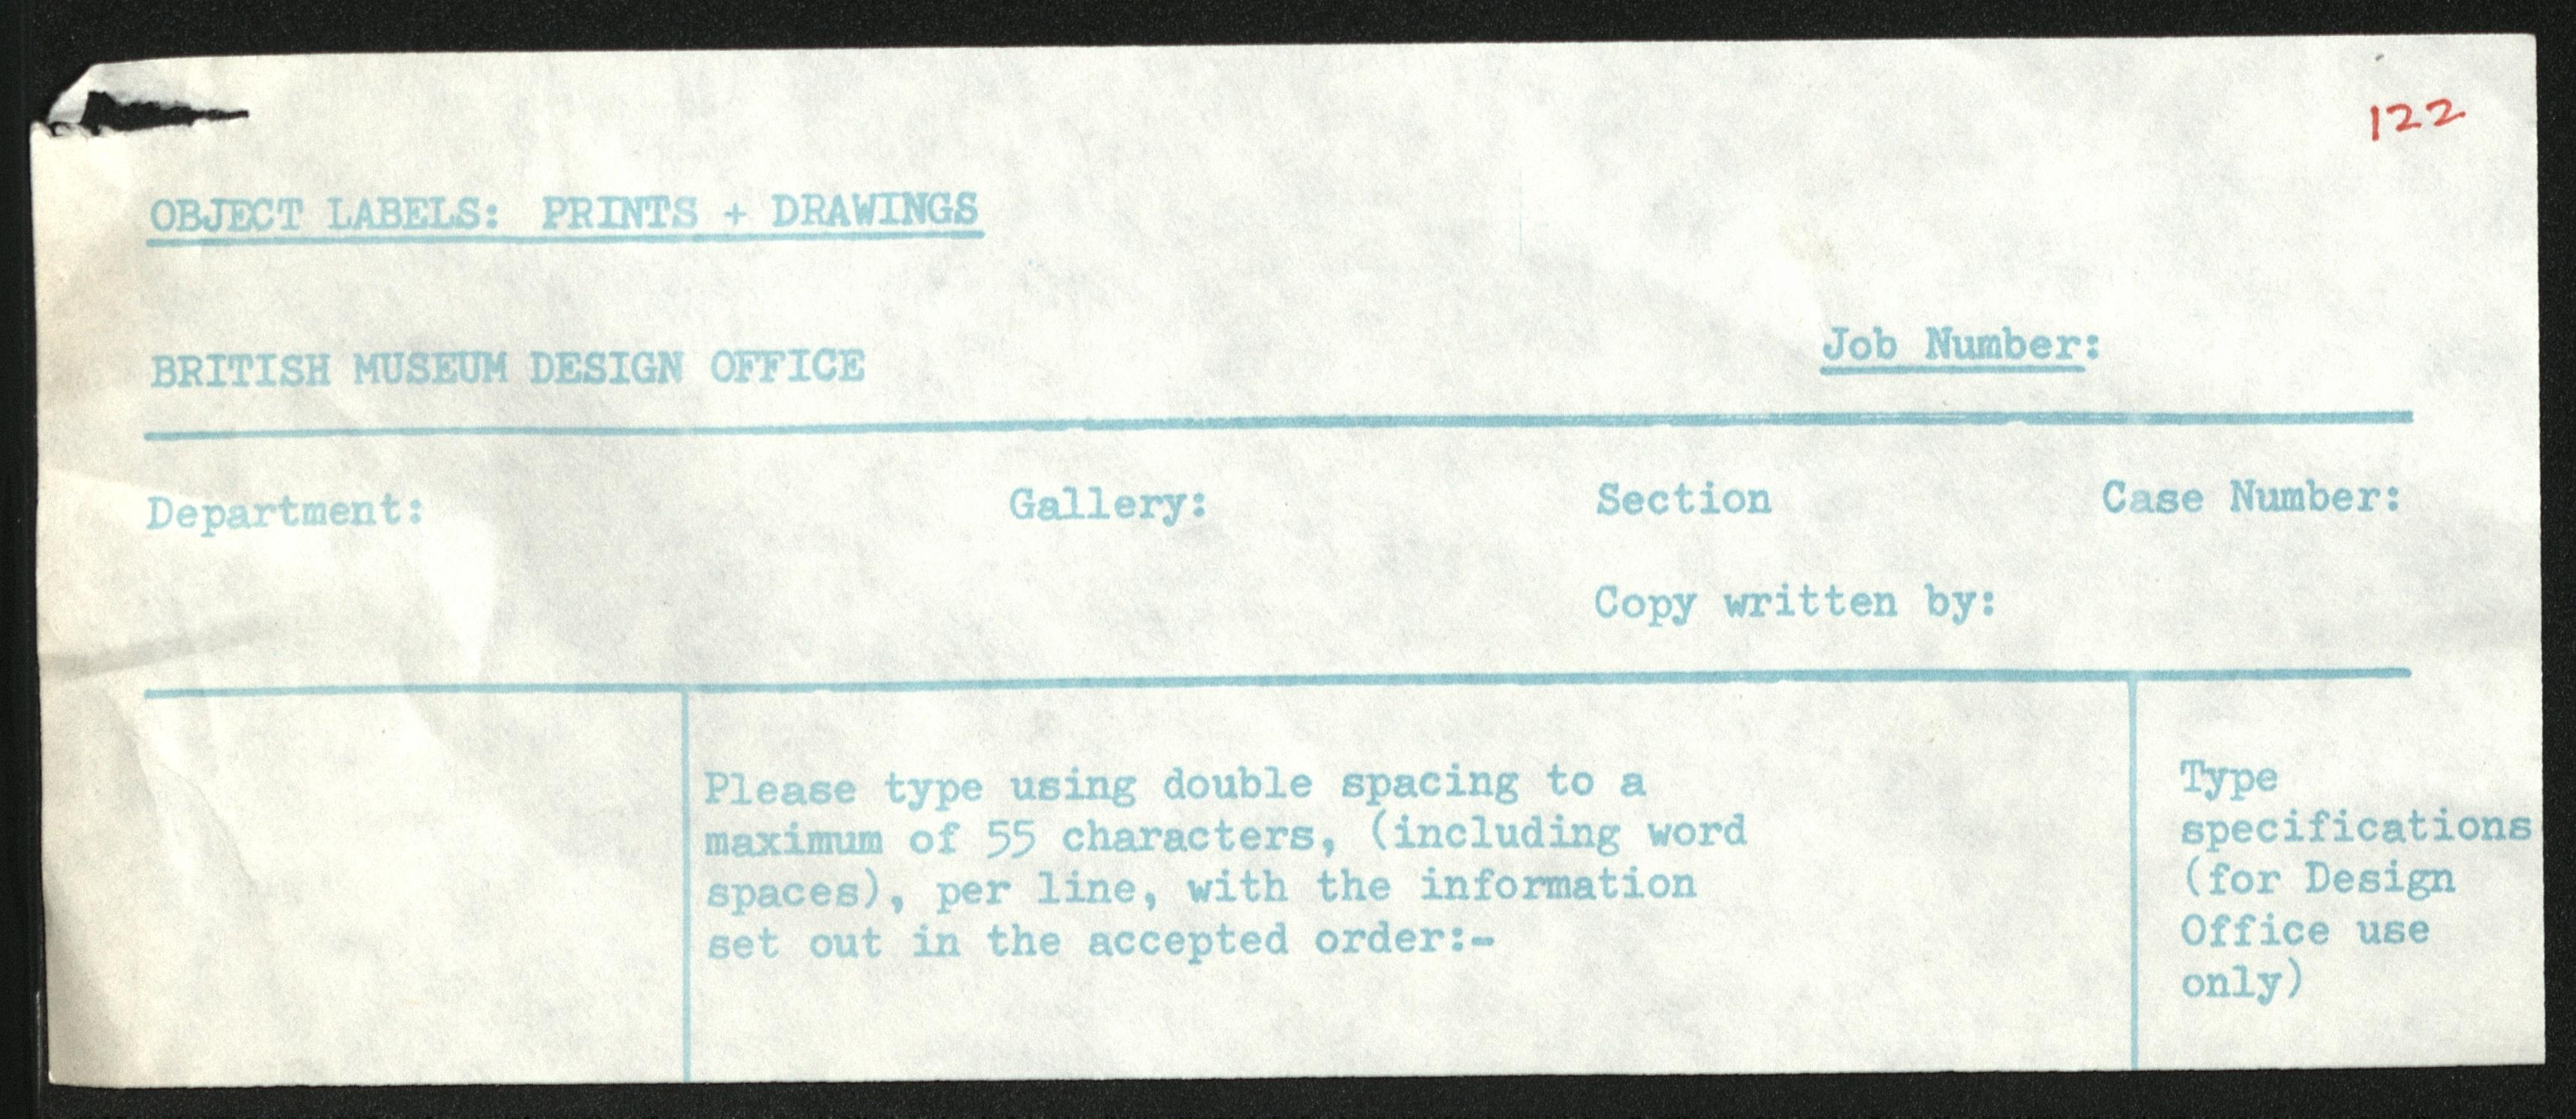 122
OBJECT LABELS: PRINTS + DRAWINGS
BRITISH MUSEUM DESIGN OFFICE
Job Number:
Department: Gallery: Section Case Number:
Copy written by:
Please type using double spacing to a
maximum of 55 characters, (including word
spaces), per line, with the information
set out in the accepted order:-
Type
specifications
(for Design
Office use
only)